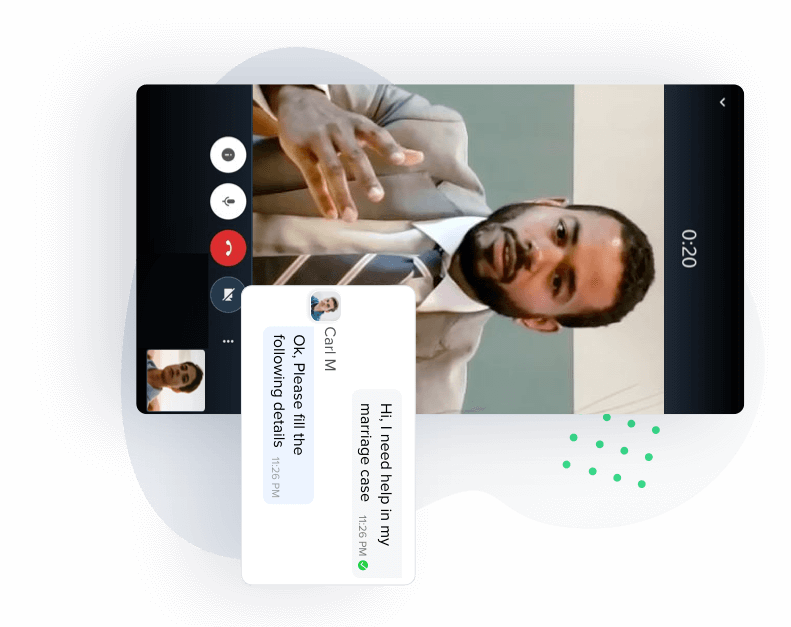 0:20
Hi, I need help in my
marriage case
11:26 PM
Carl M
Ok, Please fill the
following details
11:26 PM